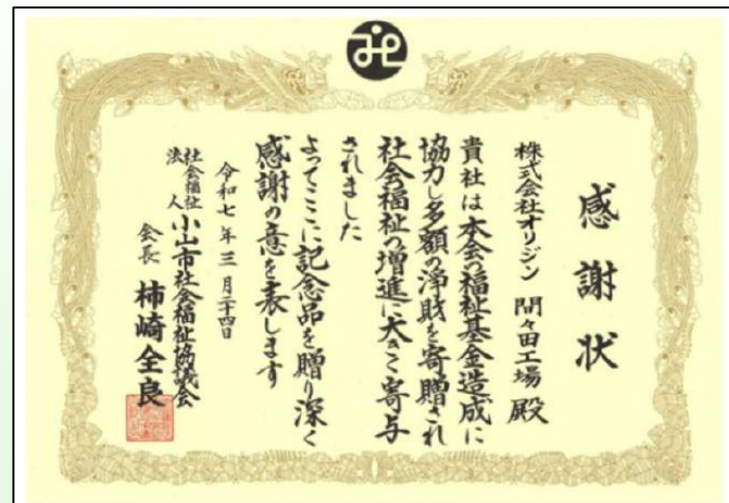 感謝状
株式会社オリジン 間々田工場 殿
貴社は本会の福祉基金造成に
協力し多額の浄財を寄贈され
社会福祉の増進に大きく寄与
されました
よってここに記念品を贈り深く
感謝の意を表します
令和七年三月二十四日
社会福祉法人 小山市社会福祉協議会
会長 柿崎全良